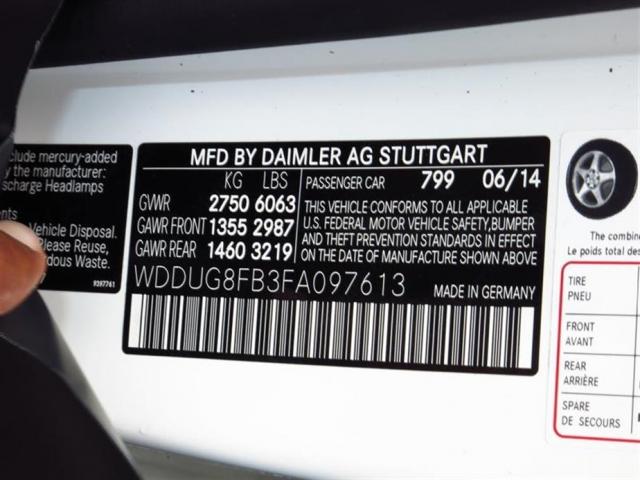 clude mercury-added
y the manufacturer:
scharge Headlamps
ents
Vehicle Disposal.
Please Reuse,
rdous Waste.
9397761
MFD BY DAIMLER AG STUTTGART
KG LBS
GVWR 2750 6063
GAWR FRONT 1355 2987
GAWR REAR 1460 3219
PASSENGER CAR 799 06/14
THIS VEHICLE CONFORMS TO ALL APPLICABLE
U.S. FEDERAL MOTOR VEHICLE SAFETY,BUMPER
AND THEFT PREVENTION STANDARDS IN EFFECT
ON THE DATE OF MANUFACTURE SHOWN ABOVE
WDDUG8FB3FA097613
MADE IN GERMANY
The combine
Le poids total des
TIRE
PNEU
FRONT
AVANT
REAR
ARRIÈRE
SPARE
DE SECOURS